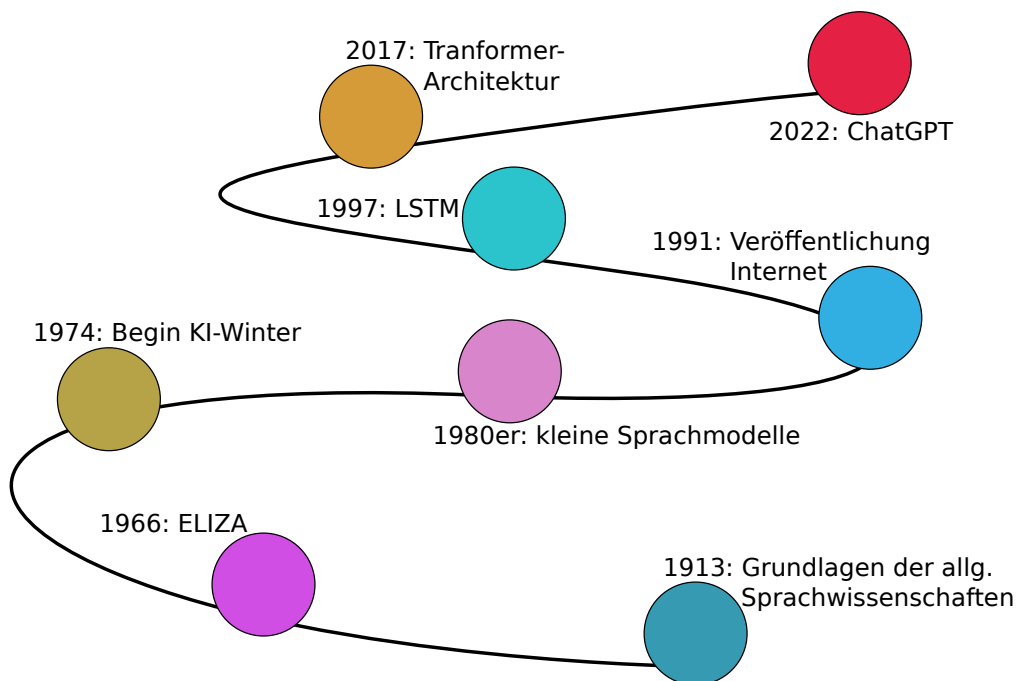 2017: Tranformer-
Architektur
2022: ChatGPT
1997: LSTM
1991: Veröffentlichung
Internet
1974: Begin KI-Winter
1980er: kleine Sprachmodelle
1966: ELIZA
1913: Grundlagen der allg.
Sprachwissenschaften